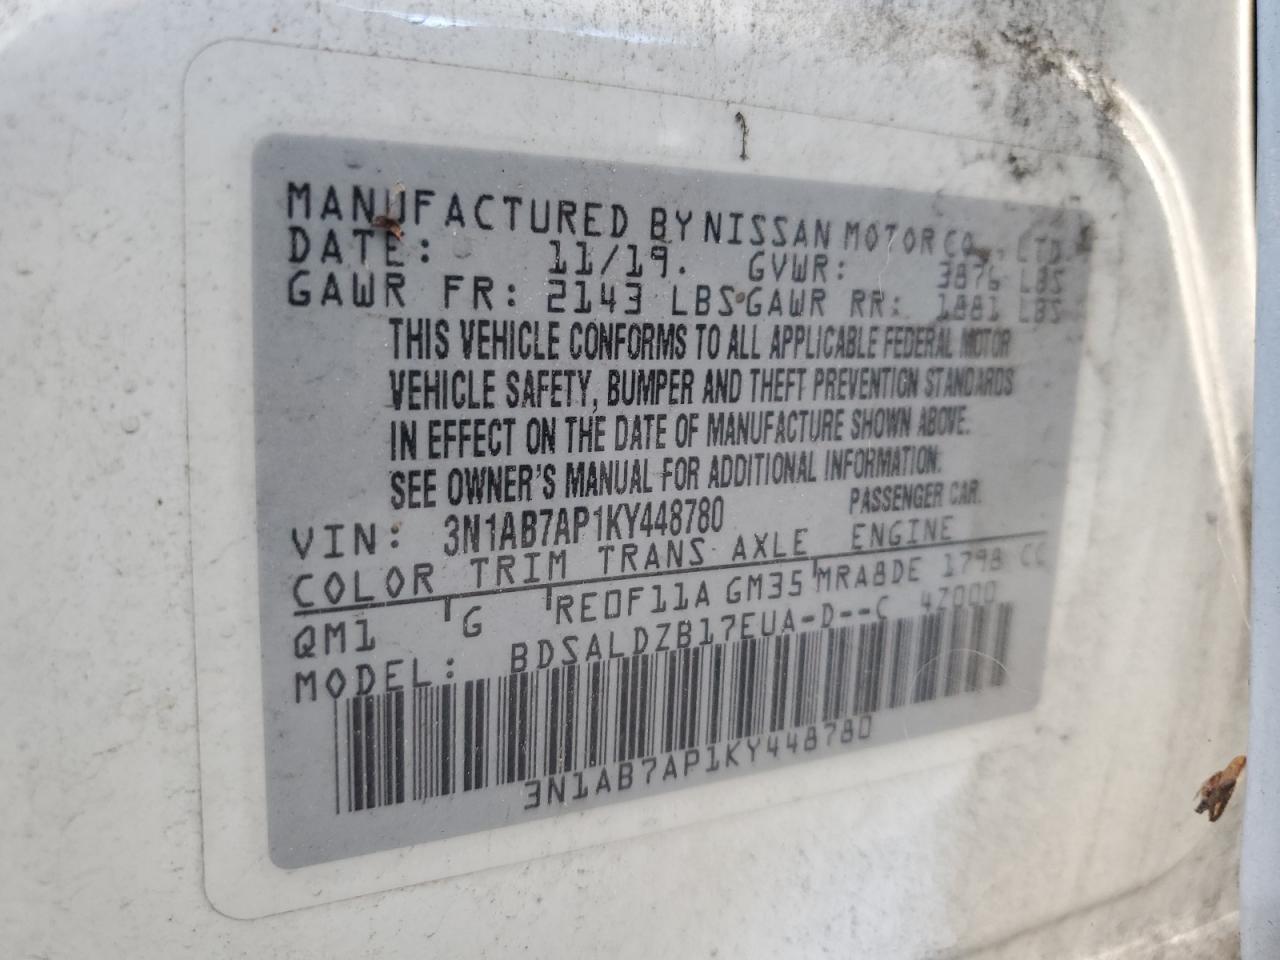 MANUFACTURED BY NISSAN MOTOR CO., LTD.
DATE: 11/19. GVWR: 3876 LBS
GAWR FR: 2143 LBS GAWR RR: 1881 LBS
THIS VEHICLE CONFORMS TO ALL APPLICABLE FEDERAL MOTOR
VEHICLE SAFETY, BUMPER AND THEFT PREVENTION STANDARDS
IN EFFECT ON THE DATE OF MANUFACTURE SHOWN ABOVE.
SEE OWNER'S MANUAL FOR ADDITIONAL INFORMATION.
VIN: 3N1AB7AP1KY448780 PASSENGER CAR.
COLOR TRIM TRANS AXLE ENGINE
QM1 G RE0F11A GM35 MRA8DE 1798 CC
MODEL: BDSALDZB17EUA-D--C 47000
3N1AB7AP1KY448780